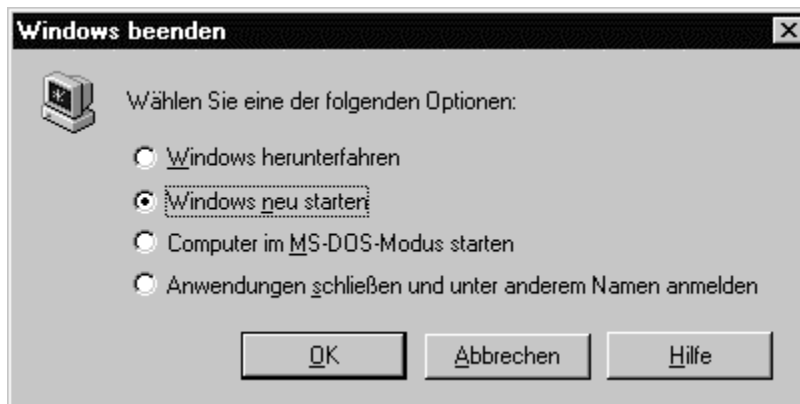 Windows beenden
Wählen Sie eine der folgenden Optionen:
Windows herunterfahren
Windows neu starten
Computer im MS-DOS-Modus starten
Anwendungen schließen und unter anderem Namen anmelden
OK Abbrechen Hilfe